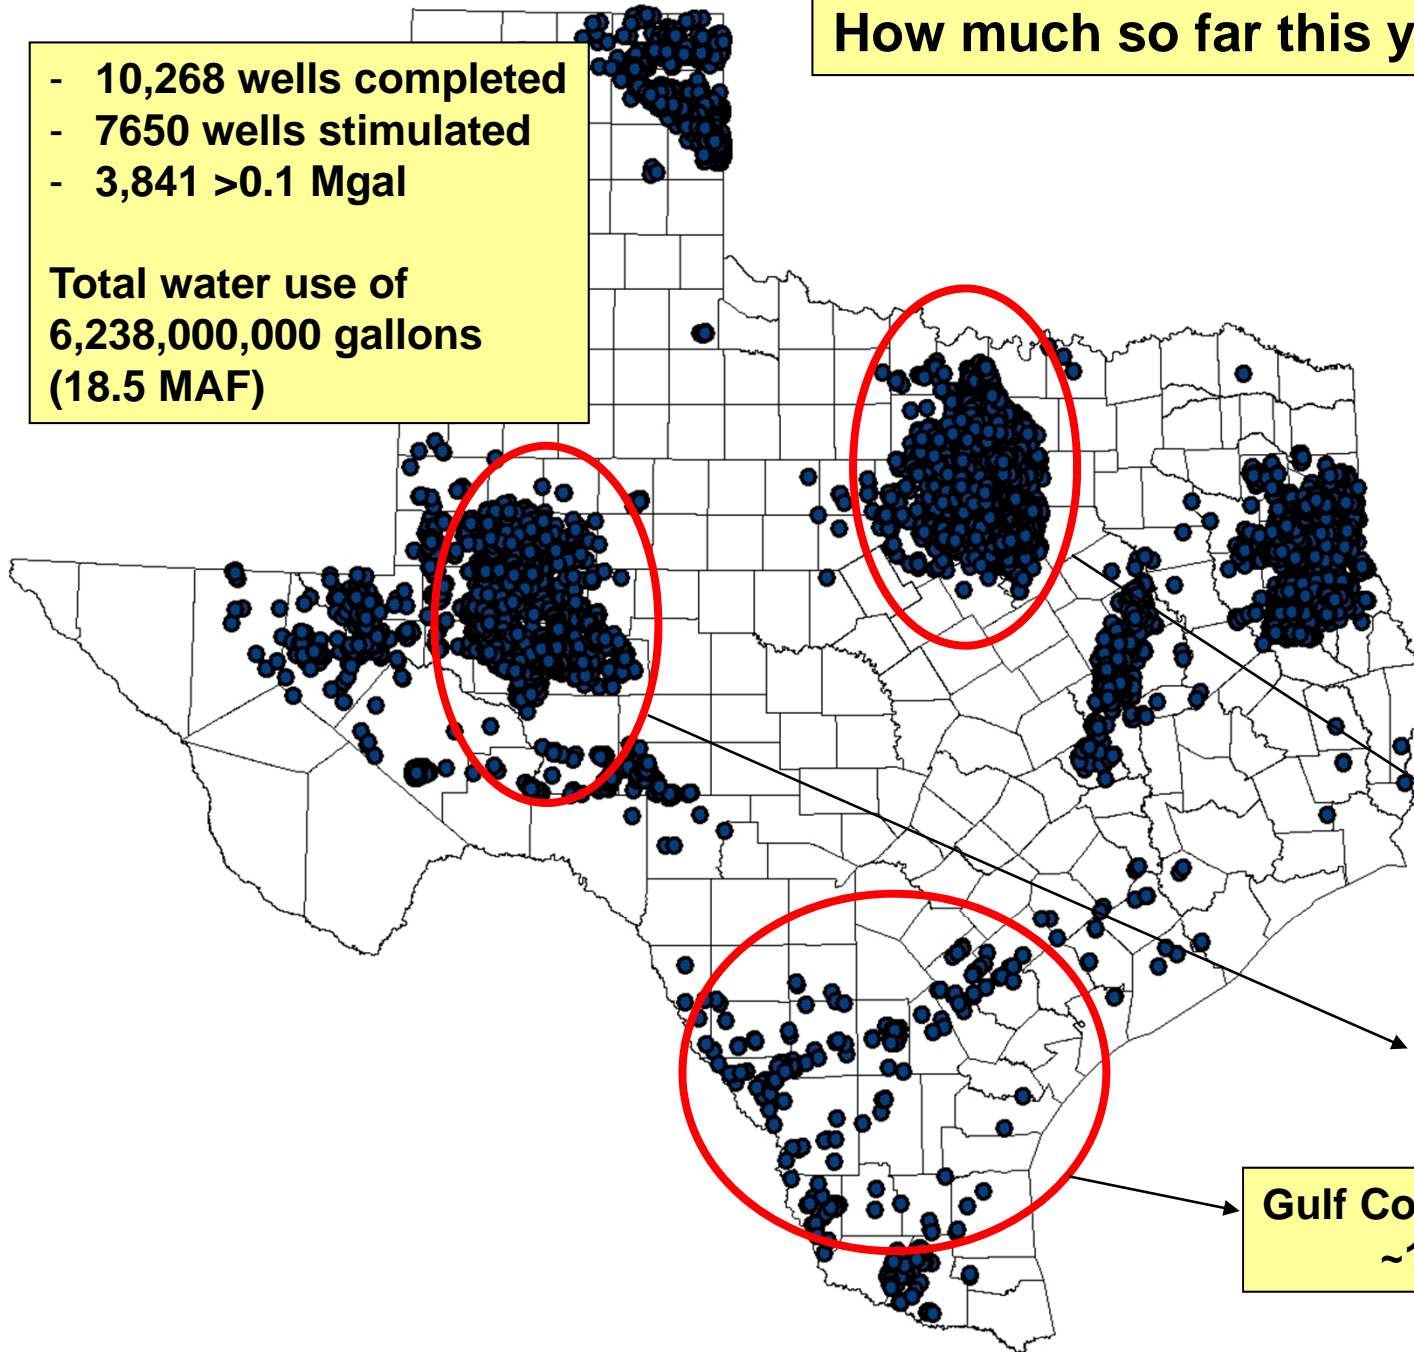 How much so far this y
- 10,268 wells completed
- 7650 wells stimulated
- 3,841 >0.1 Mgal
Total water use of
6,238,000,000 gallons
(18.5 MAF)
Gulf Co
~1